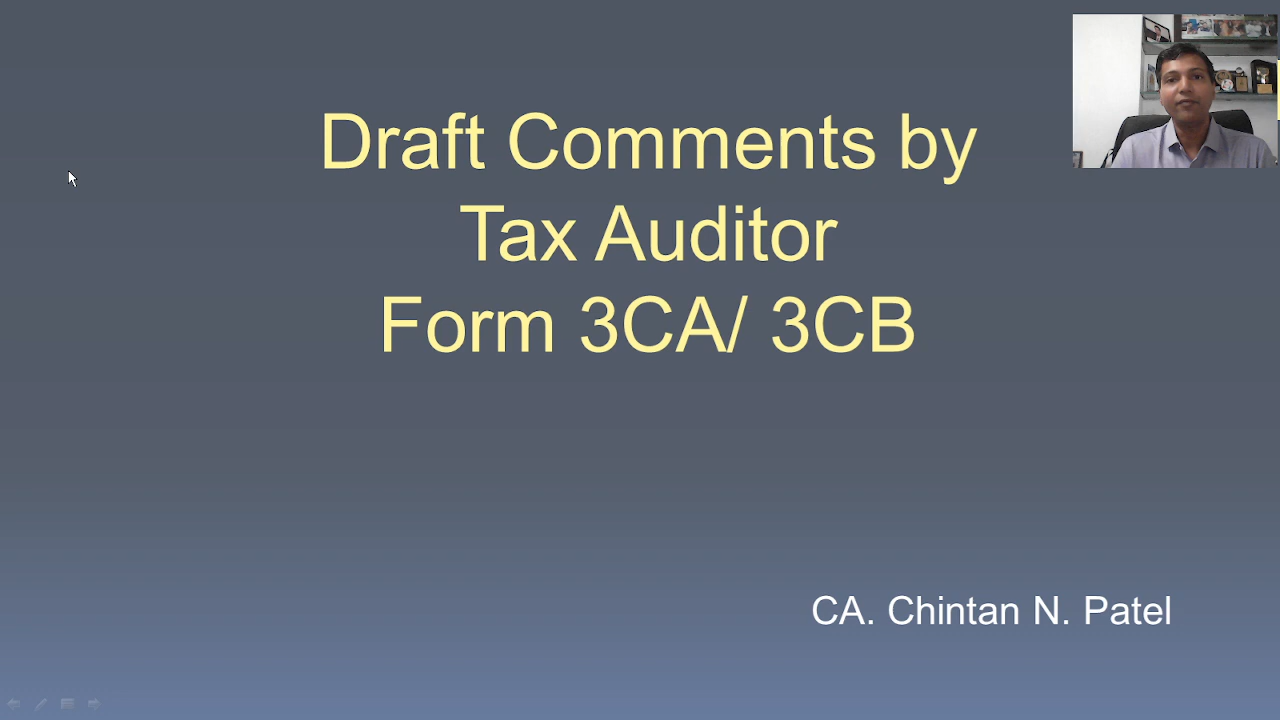 Draft Comments by
Tax Auditor
Form 3CA/ 3CB
CA. Chintan N. Patel